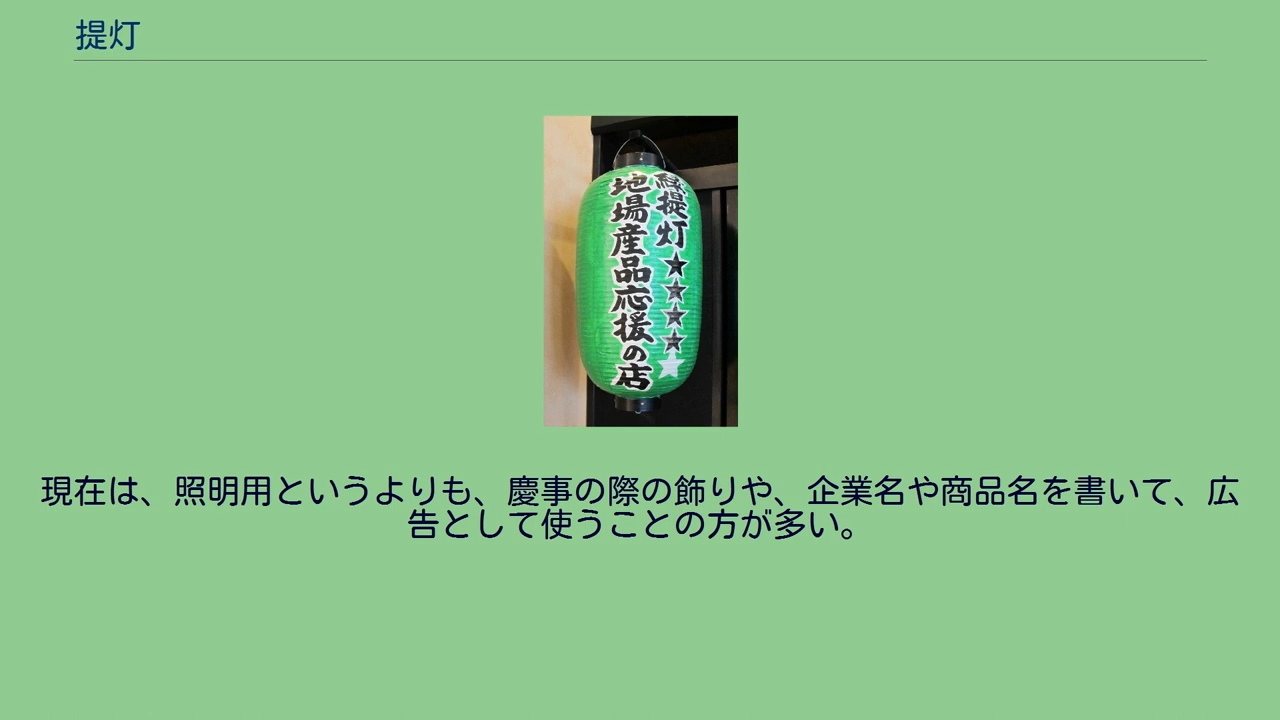 提灯
緑提灯★★★★★
地場産品応援の店
現在は、照明用というよりも、慶事の際の飾りや、企業名や商品名を書いて、広
告として使うことの方が多い。